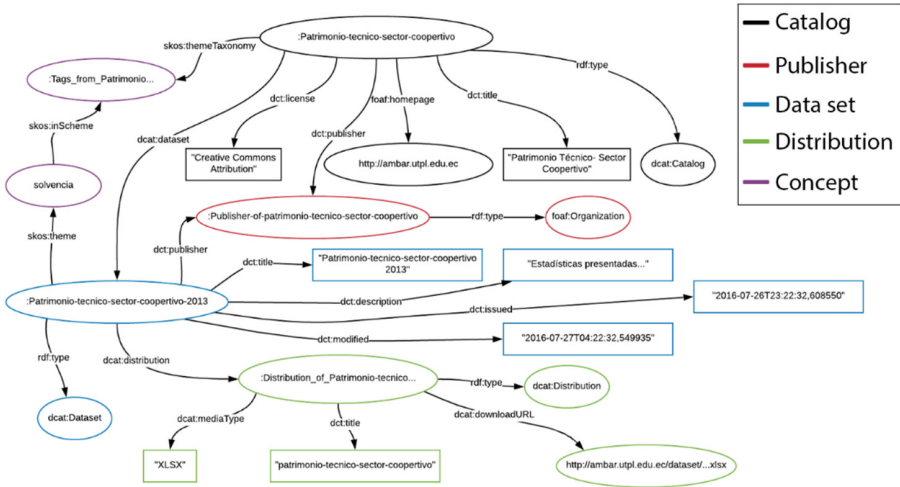 :Patrimonio-tecnico-sector-coopertivo
Catalog
Publisher
Data set
Distribution
Concept
skos:themeTaxonomy
rdf:type
:Tags_from_Patrimonio...
dct:license
foaf:homepage
dct:title
skos:inScheme
dcat:dataset
dct:publisher
"Creative Commons
Attribution"
http://ambar.utpl.edu.ec
"Patrimonio Técnico- Sector
Coopertivo"
dcat:Catalog
solvencia
:Publisher-of-patrimonio-tecnico-sector-coopertivo
rdf:type
foaf:Organization
skos:theme
dct:publisher
dct:title
"Patrimonio-tecnico-sector-coopertivo
2013"
"Estadísticas presentadas..."
:Patrimonio-tecnico-sector-coopertivo-2013
dct:description
dct:issued
"2016-07-26T23:22:32,608550"
dct:modified
"2016-07-27T04:22:32,549935"
rdf:type
dcat:distribution
:Distribution_of_Patrimonio-tecnico...
rdf:type
dcat:Distribution
dcat:Dataset
dcat:mediaType
dct:title
dcat:downloadURL
"XLSX"
"patrimonio-tecnico-sector-coopertivo"
http://ambar.utpl.edu.ec/dataset/...xlsx